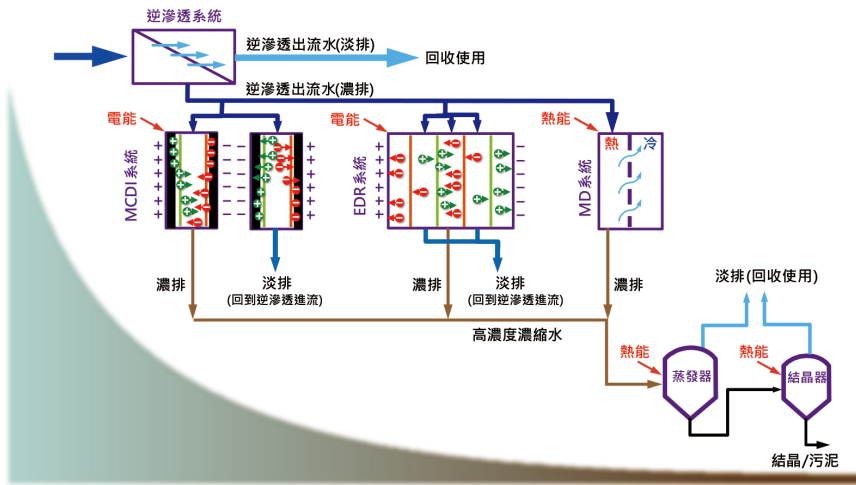 逆滲透系統
逆滲透出流水(淡排)
回收使用
逆滲透出流水(濃排)
電能
電能
熱能
MCDI系統
EDR系統
MD系統
熱
冷
濃排
淡排
(回到逆滲透進流)
濃排
淡排
(回到逆滲透進流)
濃排
高濃度濃縮水
淡排(回收使用)
熱能
熱能
蒸發器
結晶器
結晶/污泥